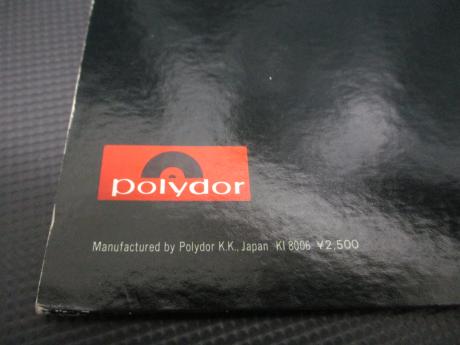 polydor
Manufactured by Polydor K.K., Japan KI 8006 ¥2,500